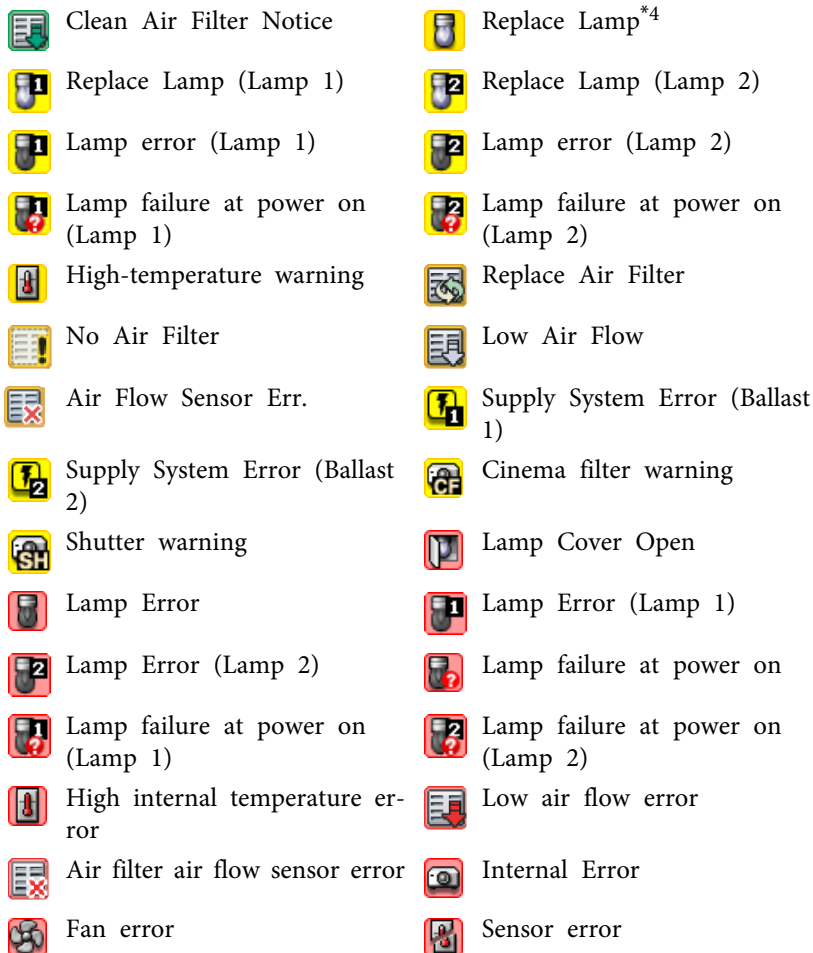 Clean Air Filter Notice
Replace Lamp*4
Replace Lamp (Lamp 1)
Replace Lamp (Lamp 2)
Lamp error (Lamp 1)
Lamp error (Lamp 2)
Lamp failure at power on
(Lamp 1)
Lamp failure at power on
(Lamp 2)
High-temperature warning
Replace Air Filter
No Air Filter
Low Air Flow
Air Flow Sensor Err.
Supply System Error (Ballast
1)
Supply System Error (Ballast
2)
Cinema filter warning
Shutter warning
Lamp Cover Open
Lamp Error
Lamp Error (Lamp 1)
Lamp Error (Lamp 2)
Lamp failure at power on
Lamp failure at power on
(Lamp 1)
Lamp failure at power on
(Lamp 2)
High internal temperature er-
ror
Low air flow error
Air filter air flow sensor error
Internal Error
Fan error
Sensor error